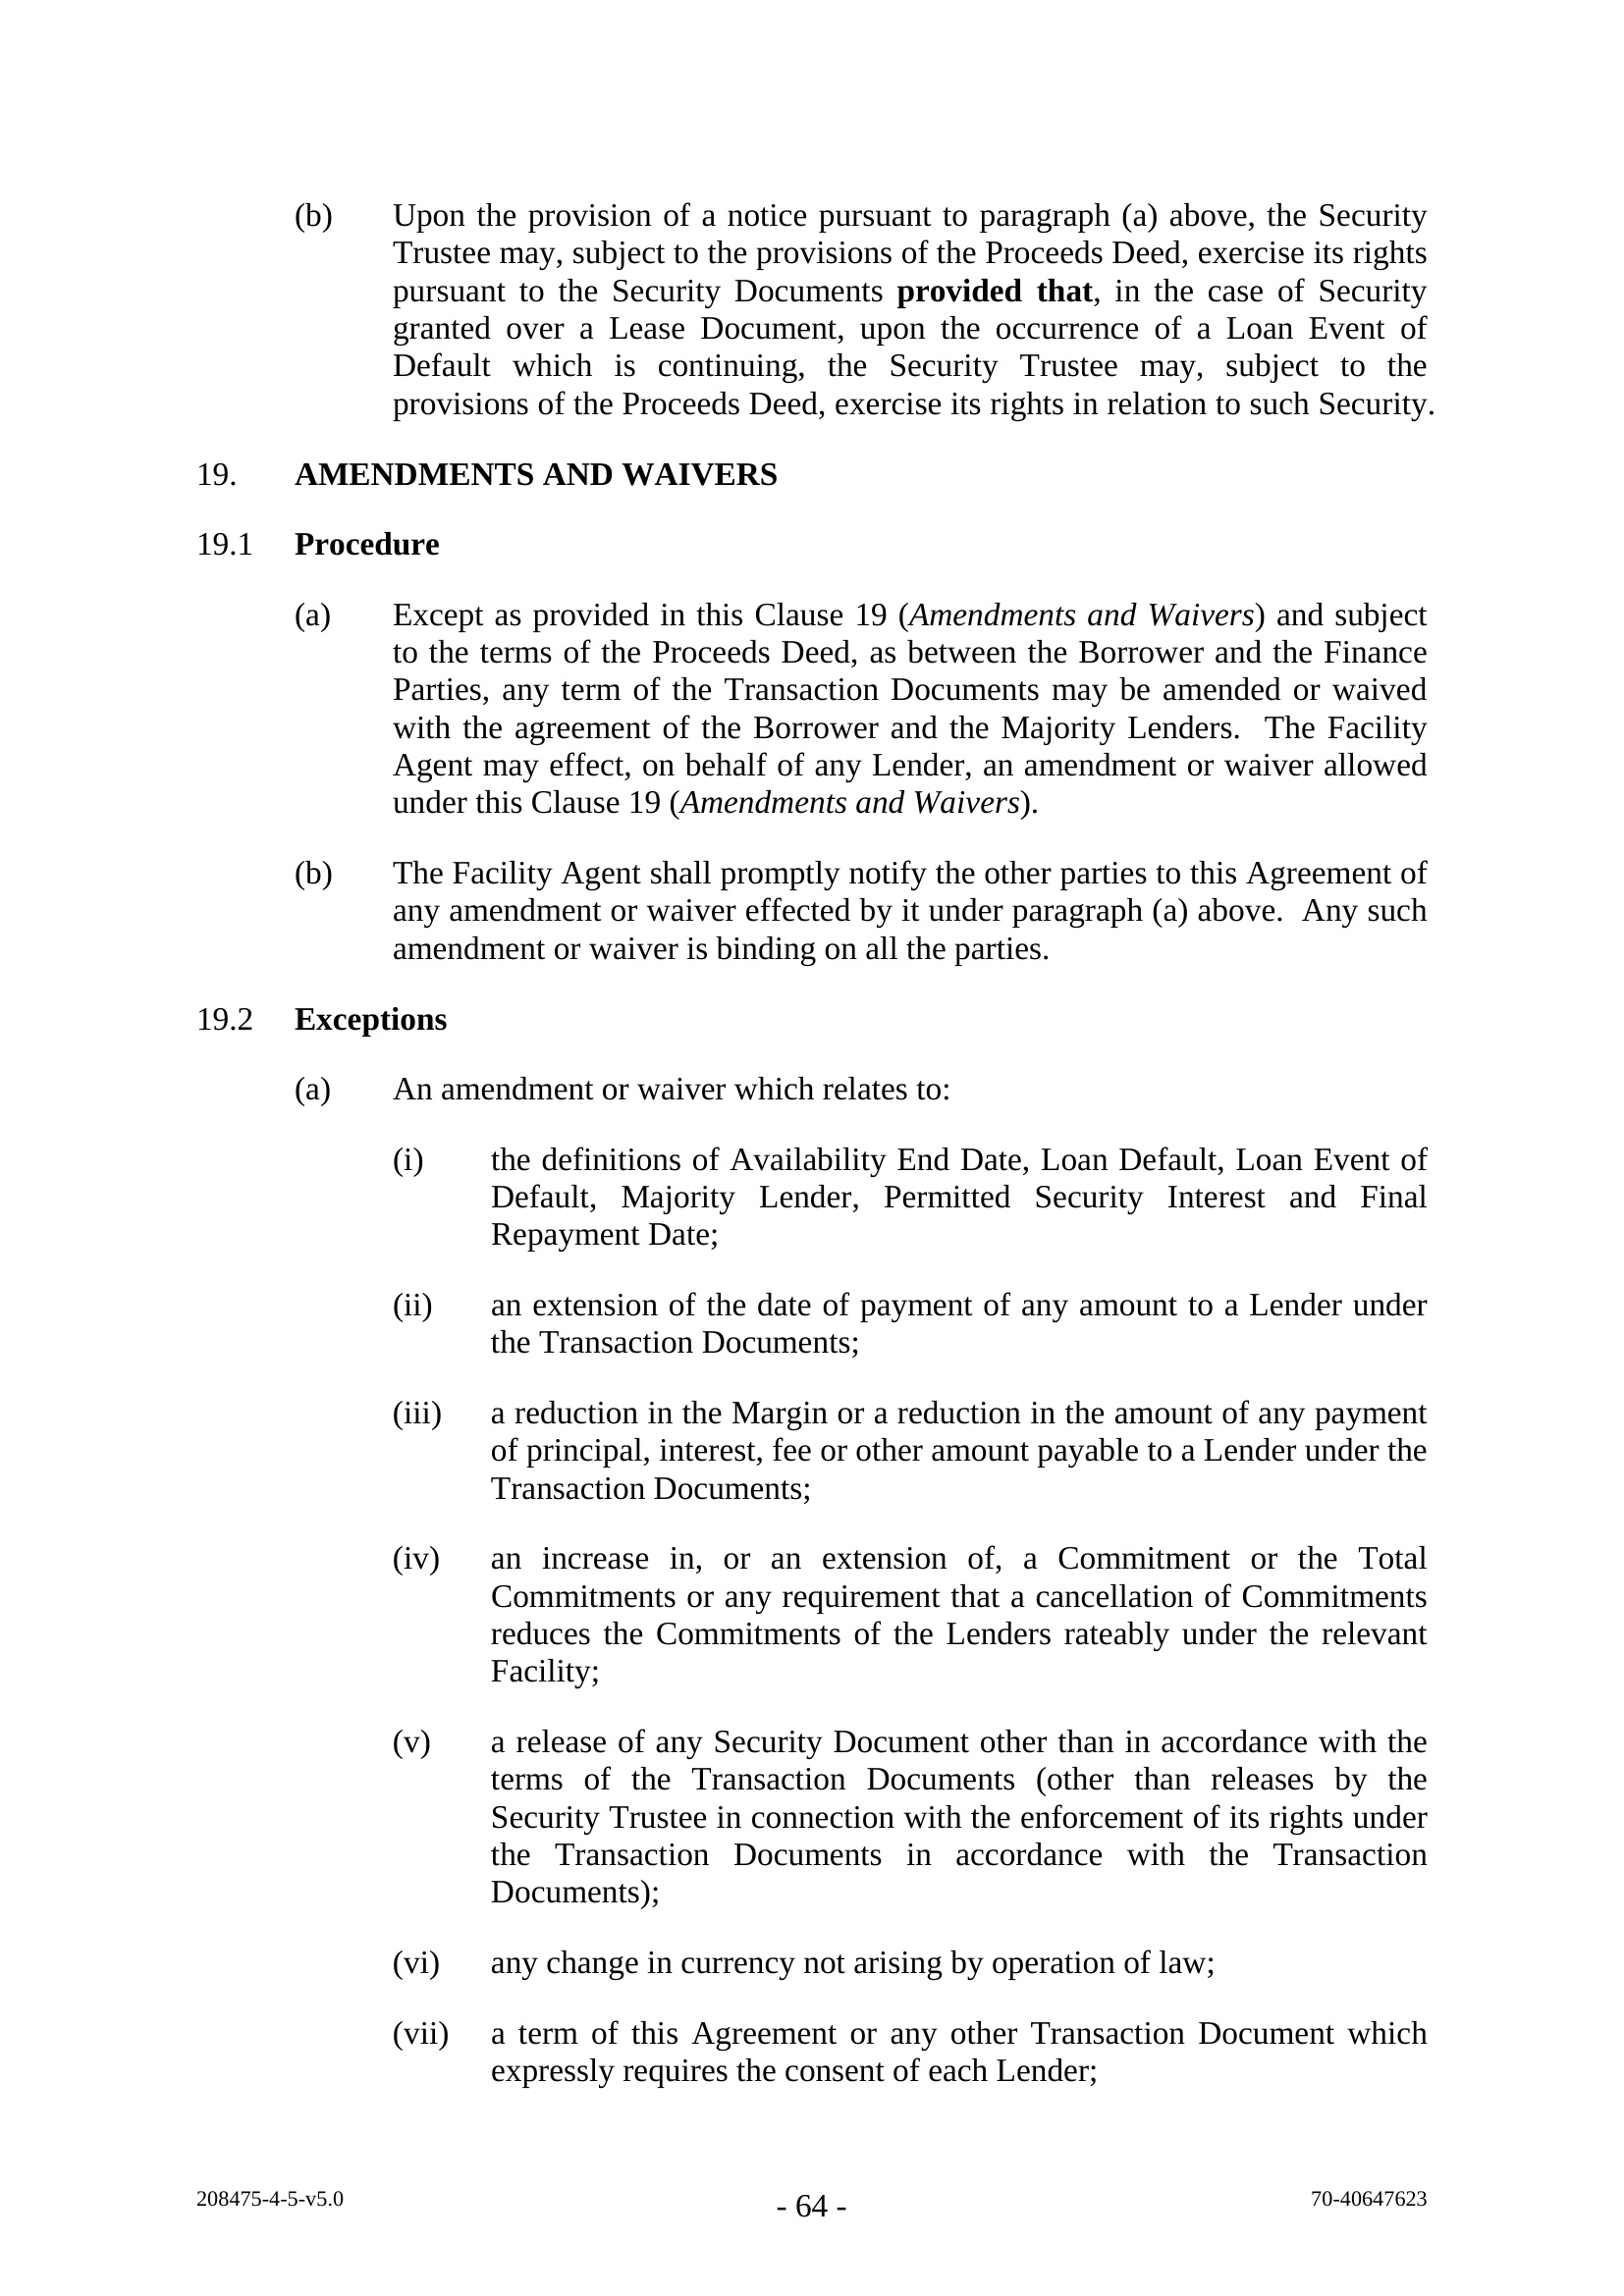 (b) Upon the provision of a notice pursuant to paragraph (a) above, the Security
Trustee may, subject to the provisions of the Proceeds Deed, exercise its rights
pursuant to the Security Documents provided that, in the case of Security
granted over a Lease Document, upon the occurrence of a Loan Event of
Default which is continuing, the Security Trustee may, subject to the
provisions of the Proceeds Deed, exercise its rights in relation to such Security.
19. AMENDMENTS AND WAIVERS
19.1 Procedure
(a) Except as provided in this Clause 19 (Amendments and Waivers) and subject
to the terms of the Proceeds Deed, as between the Borrower and the Finance
Parties, any term of the Transaction Documents may be amended or waived
with the agreement of the Borrower and the Majority Lenders. The Facility
Agent may effect, on behalf of any Lender, an amendment or waiver allowed
under this Clause 19 (Amendments and Waivers).
(b) The Facility Agent shall promptly notify the other parties to this Agreement of
any amendment or waiver effected by it under paragraph (a) above. Any such
amendment or waiver is binding on all the parties.
19.2 Exceptions
(a) An amendment or waiver which relates to:
(i) the definitions of Availability End Date, Loan Default, Loan Event of
Default, Majority Lender, Permitted Security Interest and Final
Repayment Date;
(ii) an extension of the date of payment of any amount to a Lender under
the Transaction Documents;
(iii) a reduction in the Margin or a reduction in the amount of any payment
of principal, interest, fee or other amount payable to a Lender under the
Transaction Documents;
(iv) an increase in, or an extension of, a Commitment or the Total
Commitments or any requirement that a cancellation of Commitments
reduces the Commitments of the Lenders rateably under the relevant
Facility;
(v) a release of any Security Document other than in accordance with the
terms of the Transaction Documents (other than releases by the
Security Trustee in connection with the enforcement of its rights under
the Transaction Documents in accordance with the Transaction
Documents);
(vi) any change in currency not arising by operation of law;
(vii) a term of this Agreement or any other Transaction Document which
expressly requires the consent of each Lender;
208475-4-5-v5.0 - 64 - 70-40647623